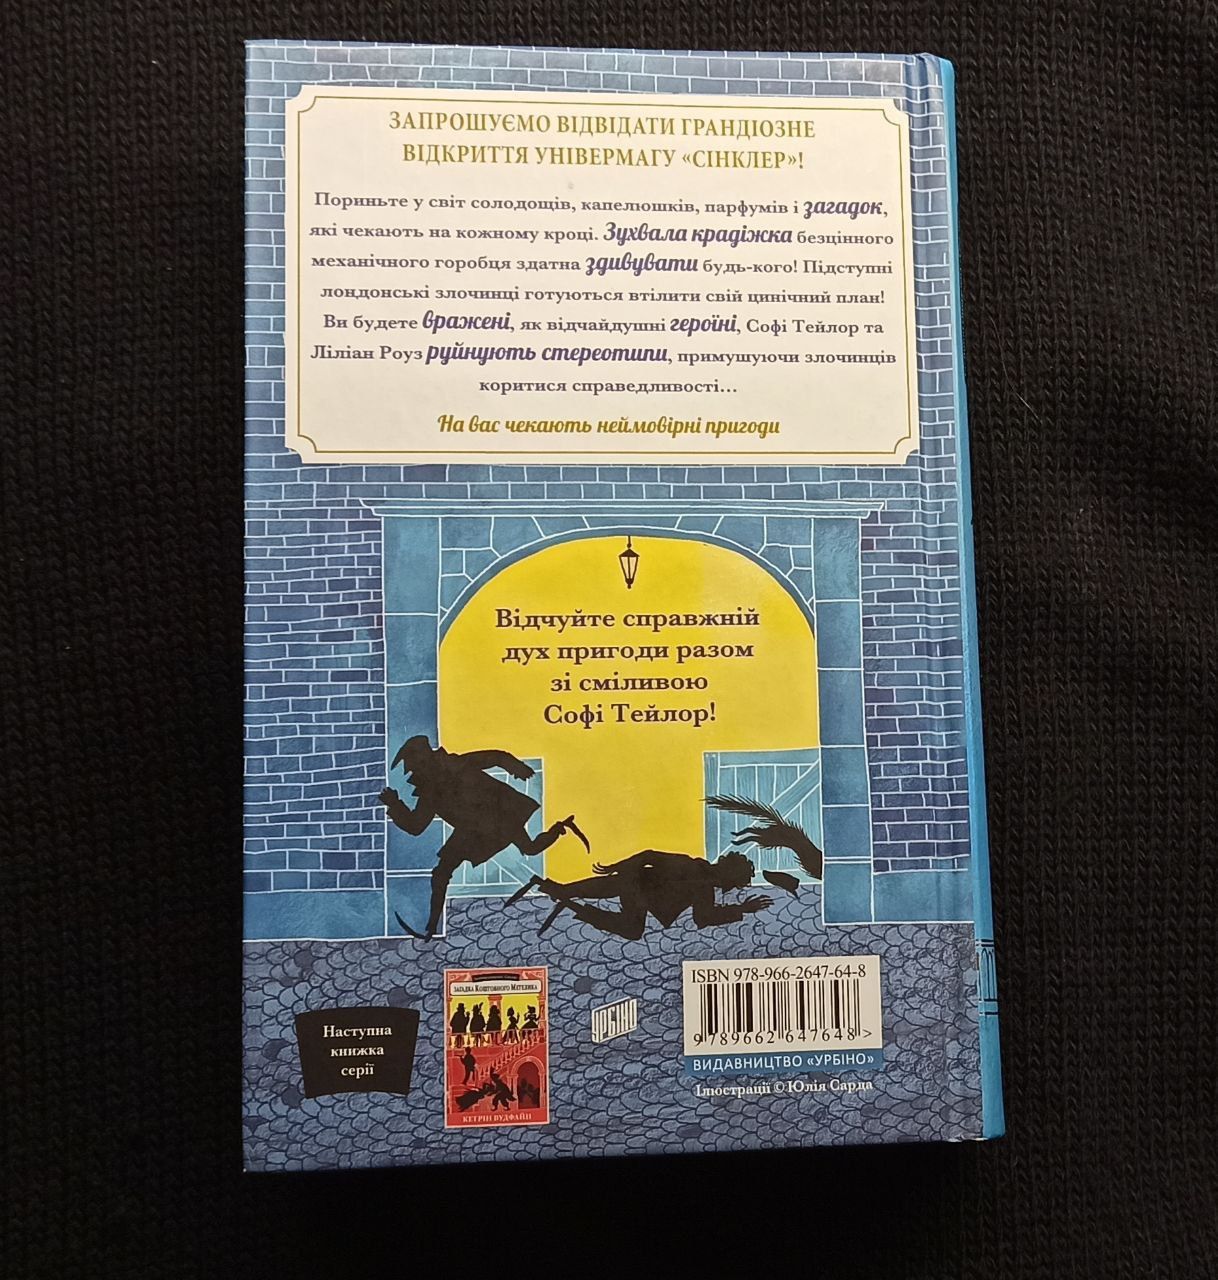 ЗАПРОШУЄМО ВІДВІДАТИ ГРАНДІОЗНЕ
ВІДКРИТТЯ УНІВЕРМАГУ «СІНКЛЕР»!
Пориньте у світ солодощів, капелюшків, парфумів і загадок,
які чекають на кожному кроці. Зухвала крадіжка безцінного
механічного горобця здатна здивувати будь-кого! Підступні
лондонські злочинці готуються втілити свій цинічний план!
Ви будете вражені, як відчайдушні героїні, Софі Тейлор та
Ліліан Роуз руйнують стереотипи, примушуючи злочинців
коритися справедливості...
На вас чекають неймовірні пригоди
Відчуйте справжній
дух пригоди разом
зі сміливою
Софі Тейлор!
Наступна
книжка
серії
ЗАГАДКА КОШТОВНОГО МЕТЕЛИКА
КЕТРІН ВУДФАЙН
УРБІНО
ISBN 978-966-2647-64-8
9 789662 647648 >
ВИДАВНИЦТВО «УРБІНО»
Ілюстрації © Юлія Сарда